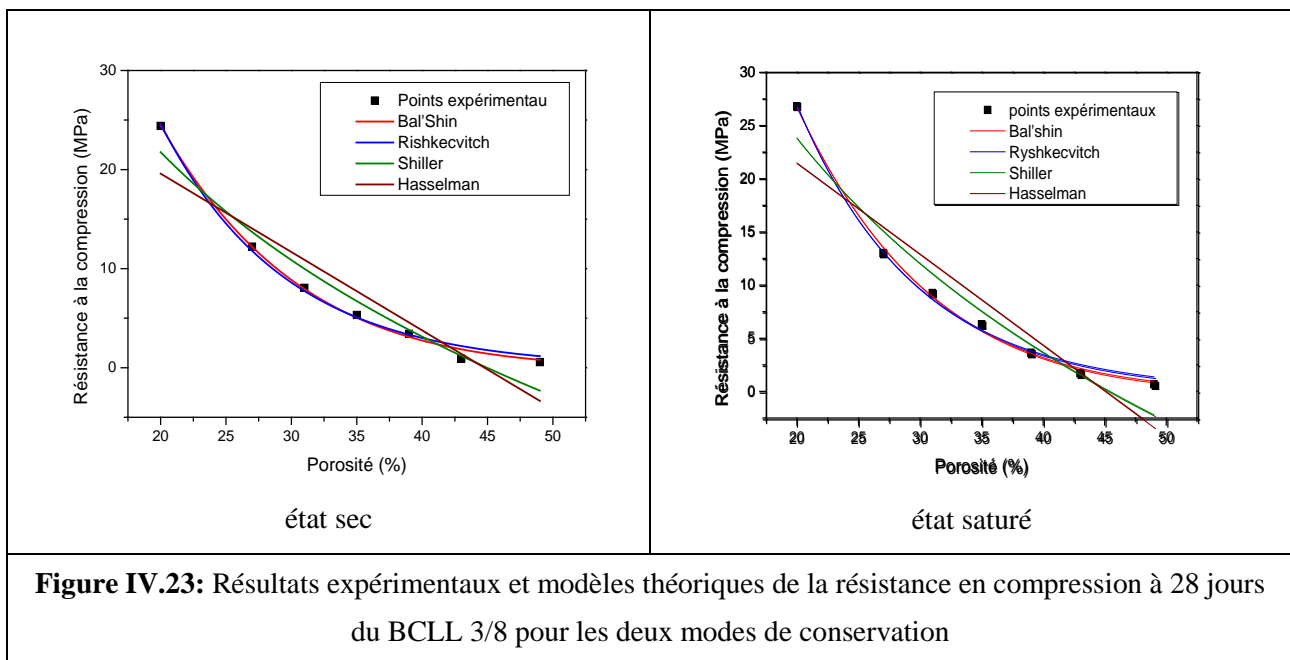 30
20
10
0
Résistance à la compression (MPa)
Points expérimentau
Bal'Shin
Rishkecvitch
Shiller
Hasselman
20 25 30 35 40 45 50
Porosité (%)
état sec
30
25
20
15
10
5
0
Résistance à la compression (MPa)
points expérimentaux
Bal'shin
Ryshkecvitch
Shiller
Hasselman
20 25 30 35 40 45 50
Porosité (%)
état saturé
Figure IV.23: Résultats expérimentaux et modèles théoriques de la résistance en compression à 28 jours
du BCLL 3/8 pour les deux modes de conservation